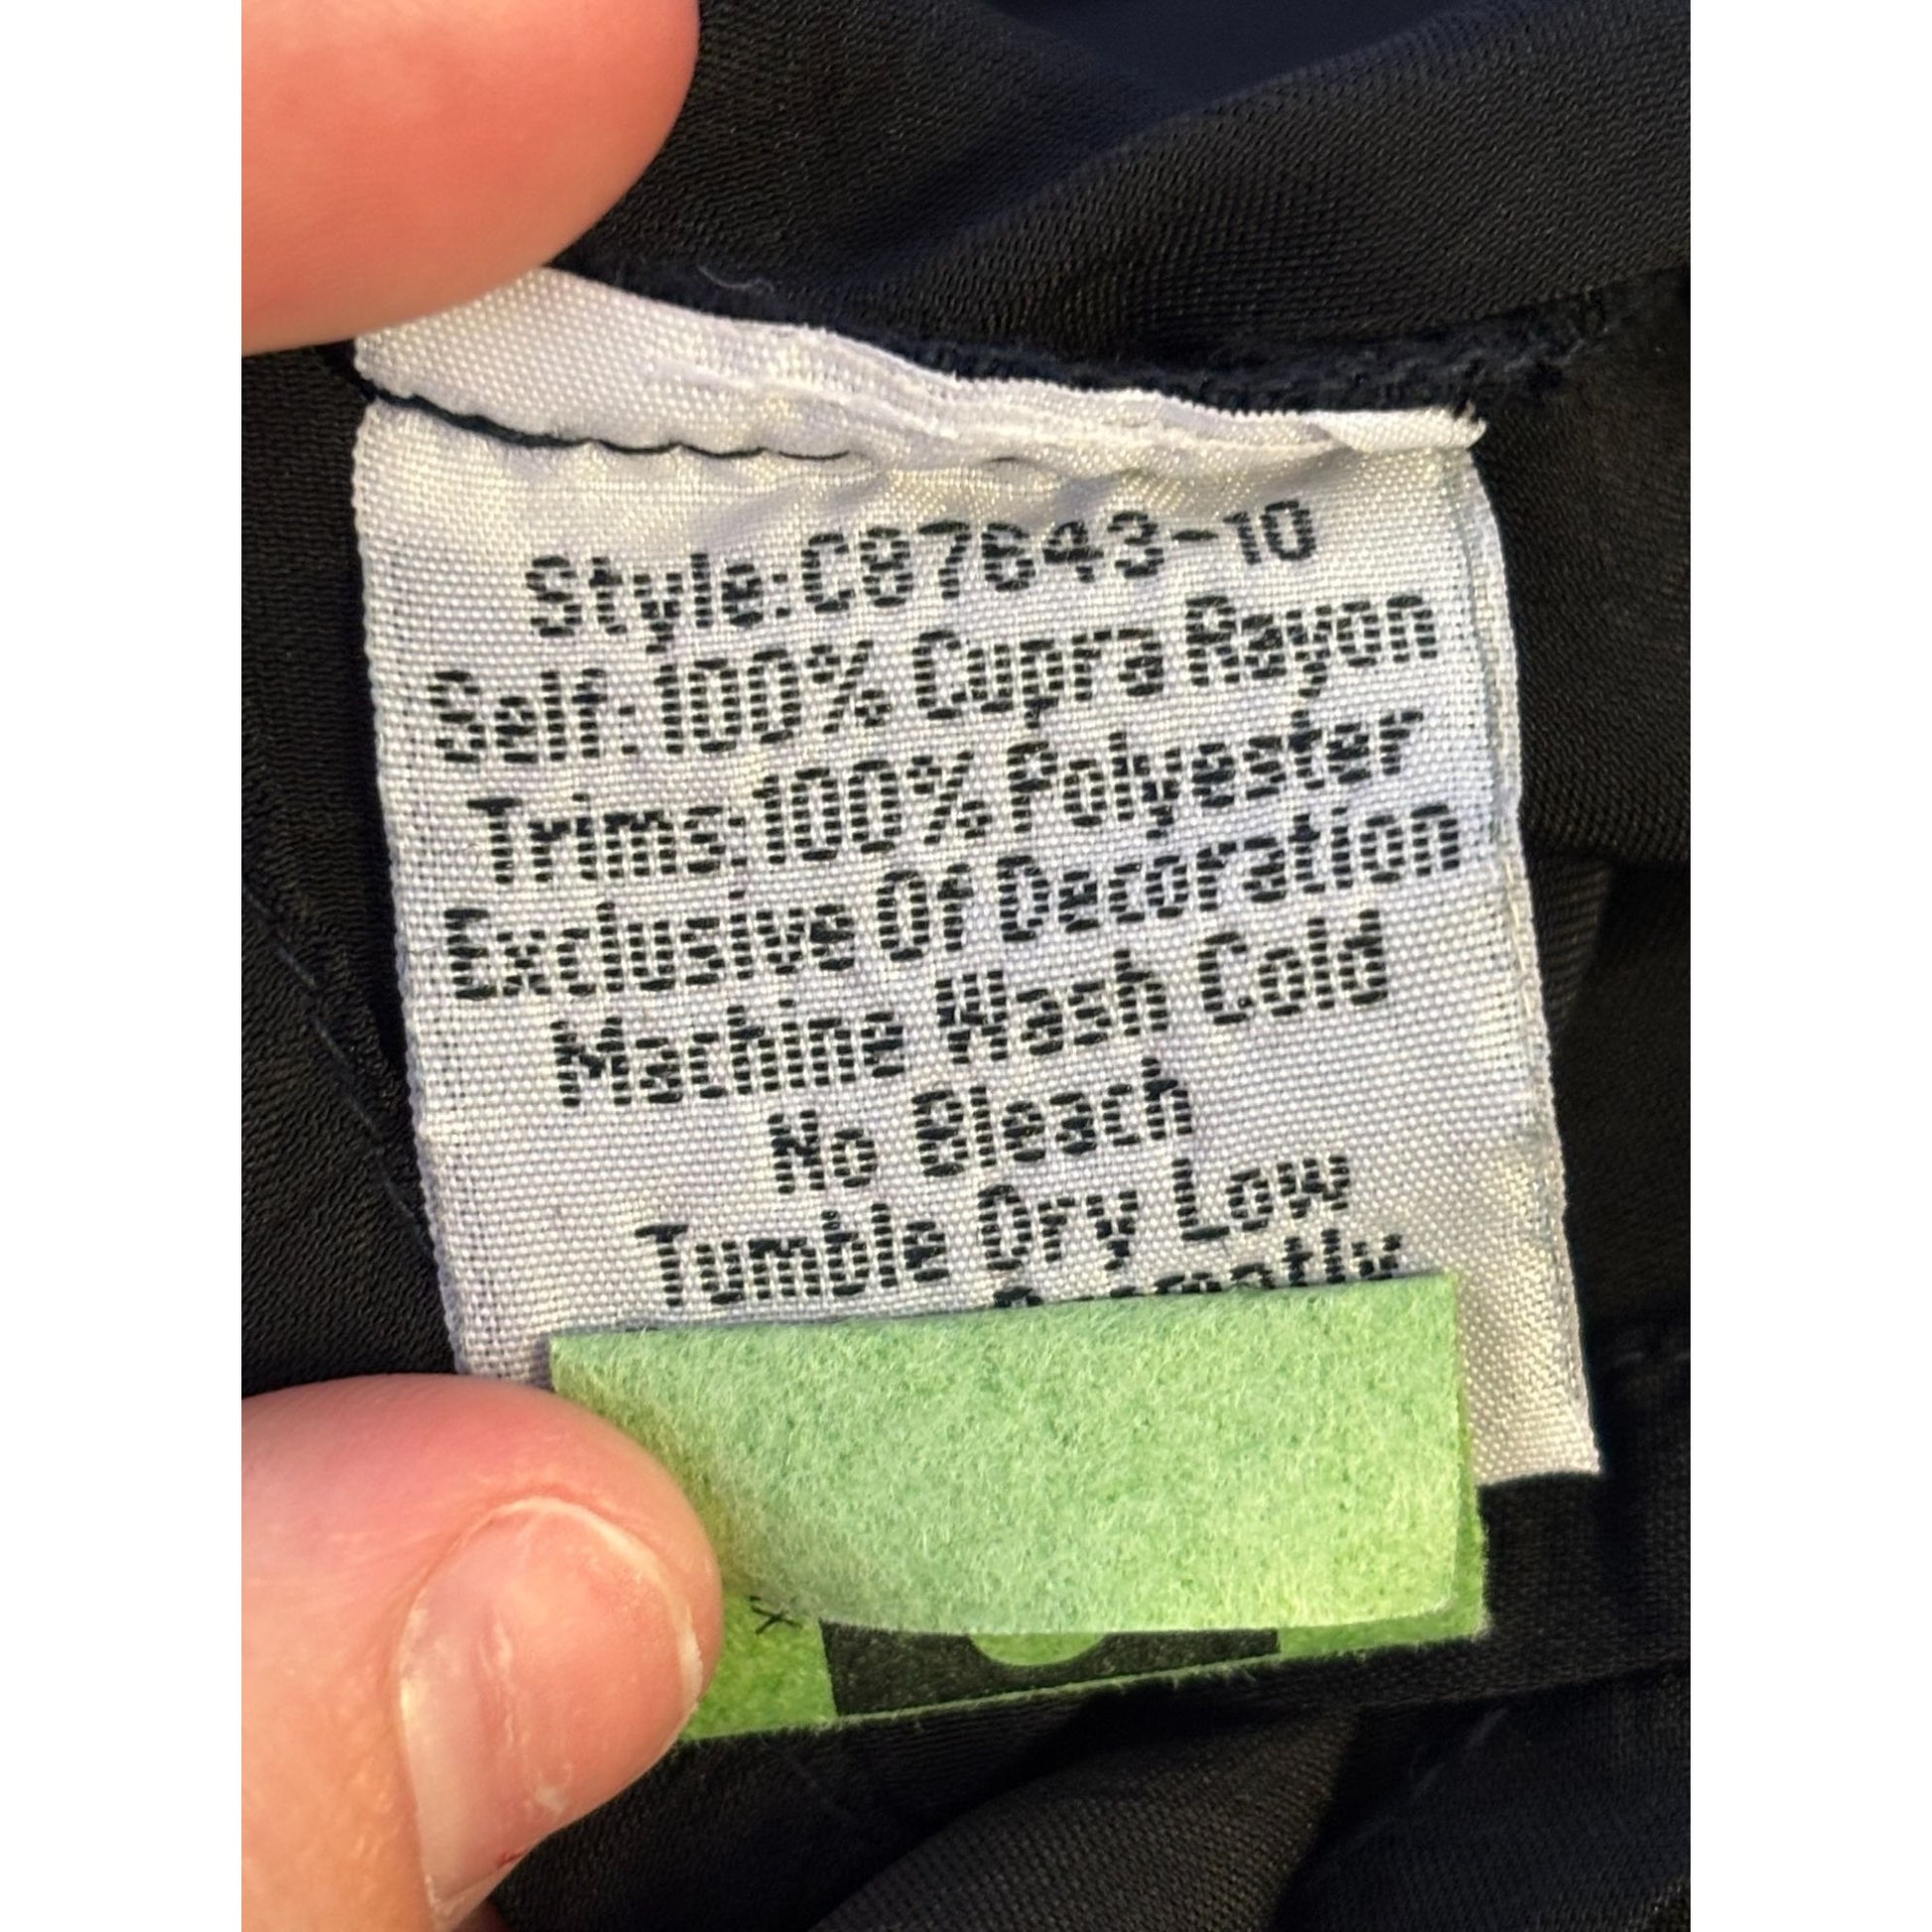 Style:C87643-10
Self:100% Cupra Rayon
Trims:100% Polyester
Exclusive Of Decoration
Machine Wash Cold
No Bleach
Tumble Dry Low